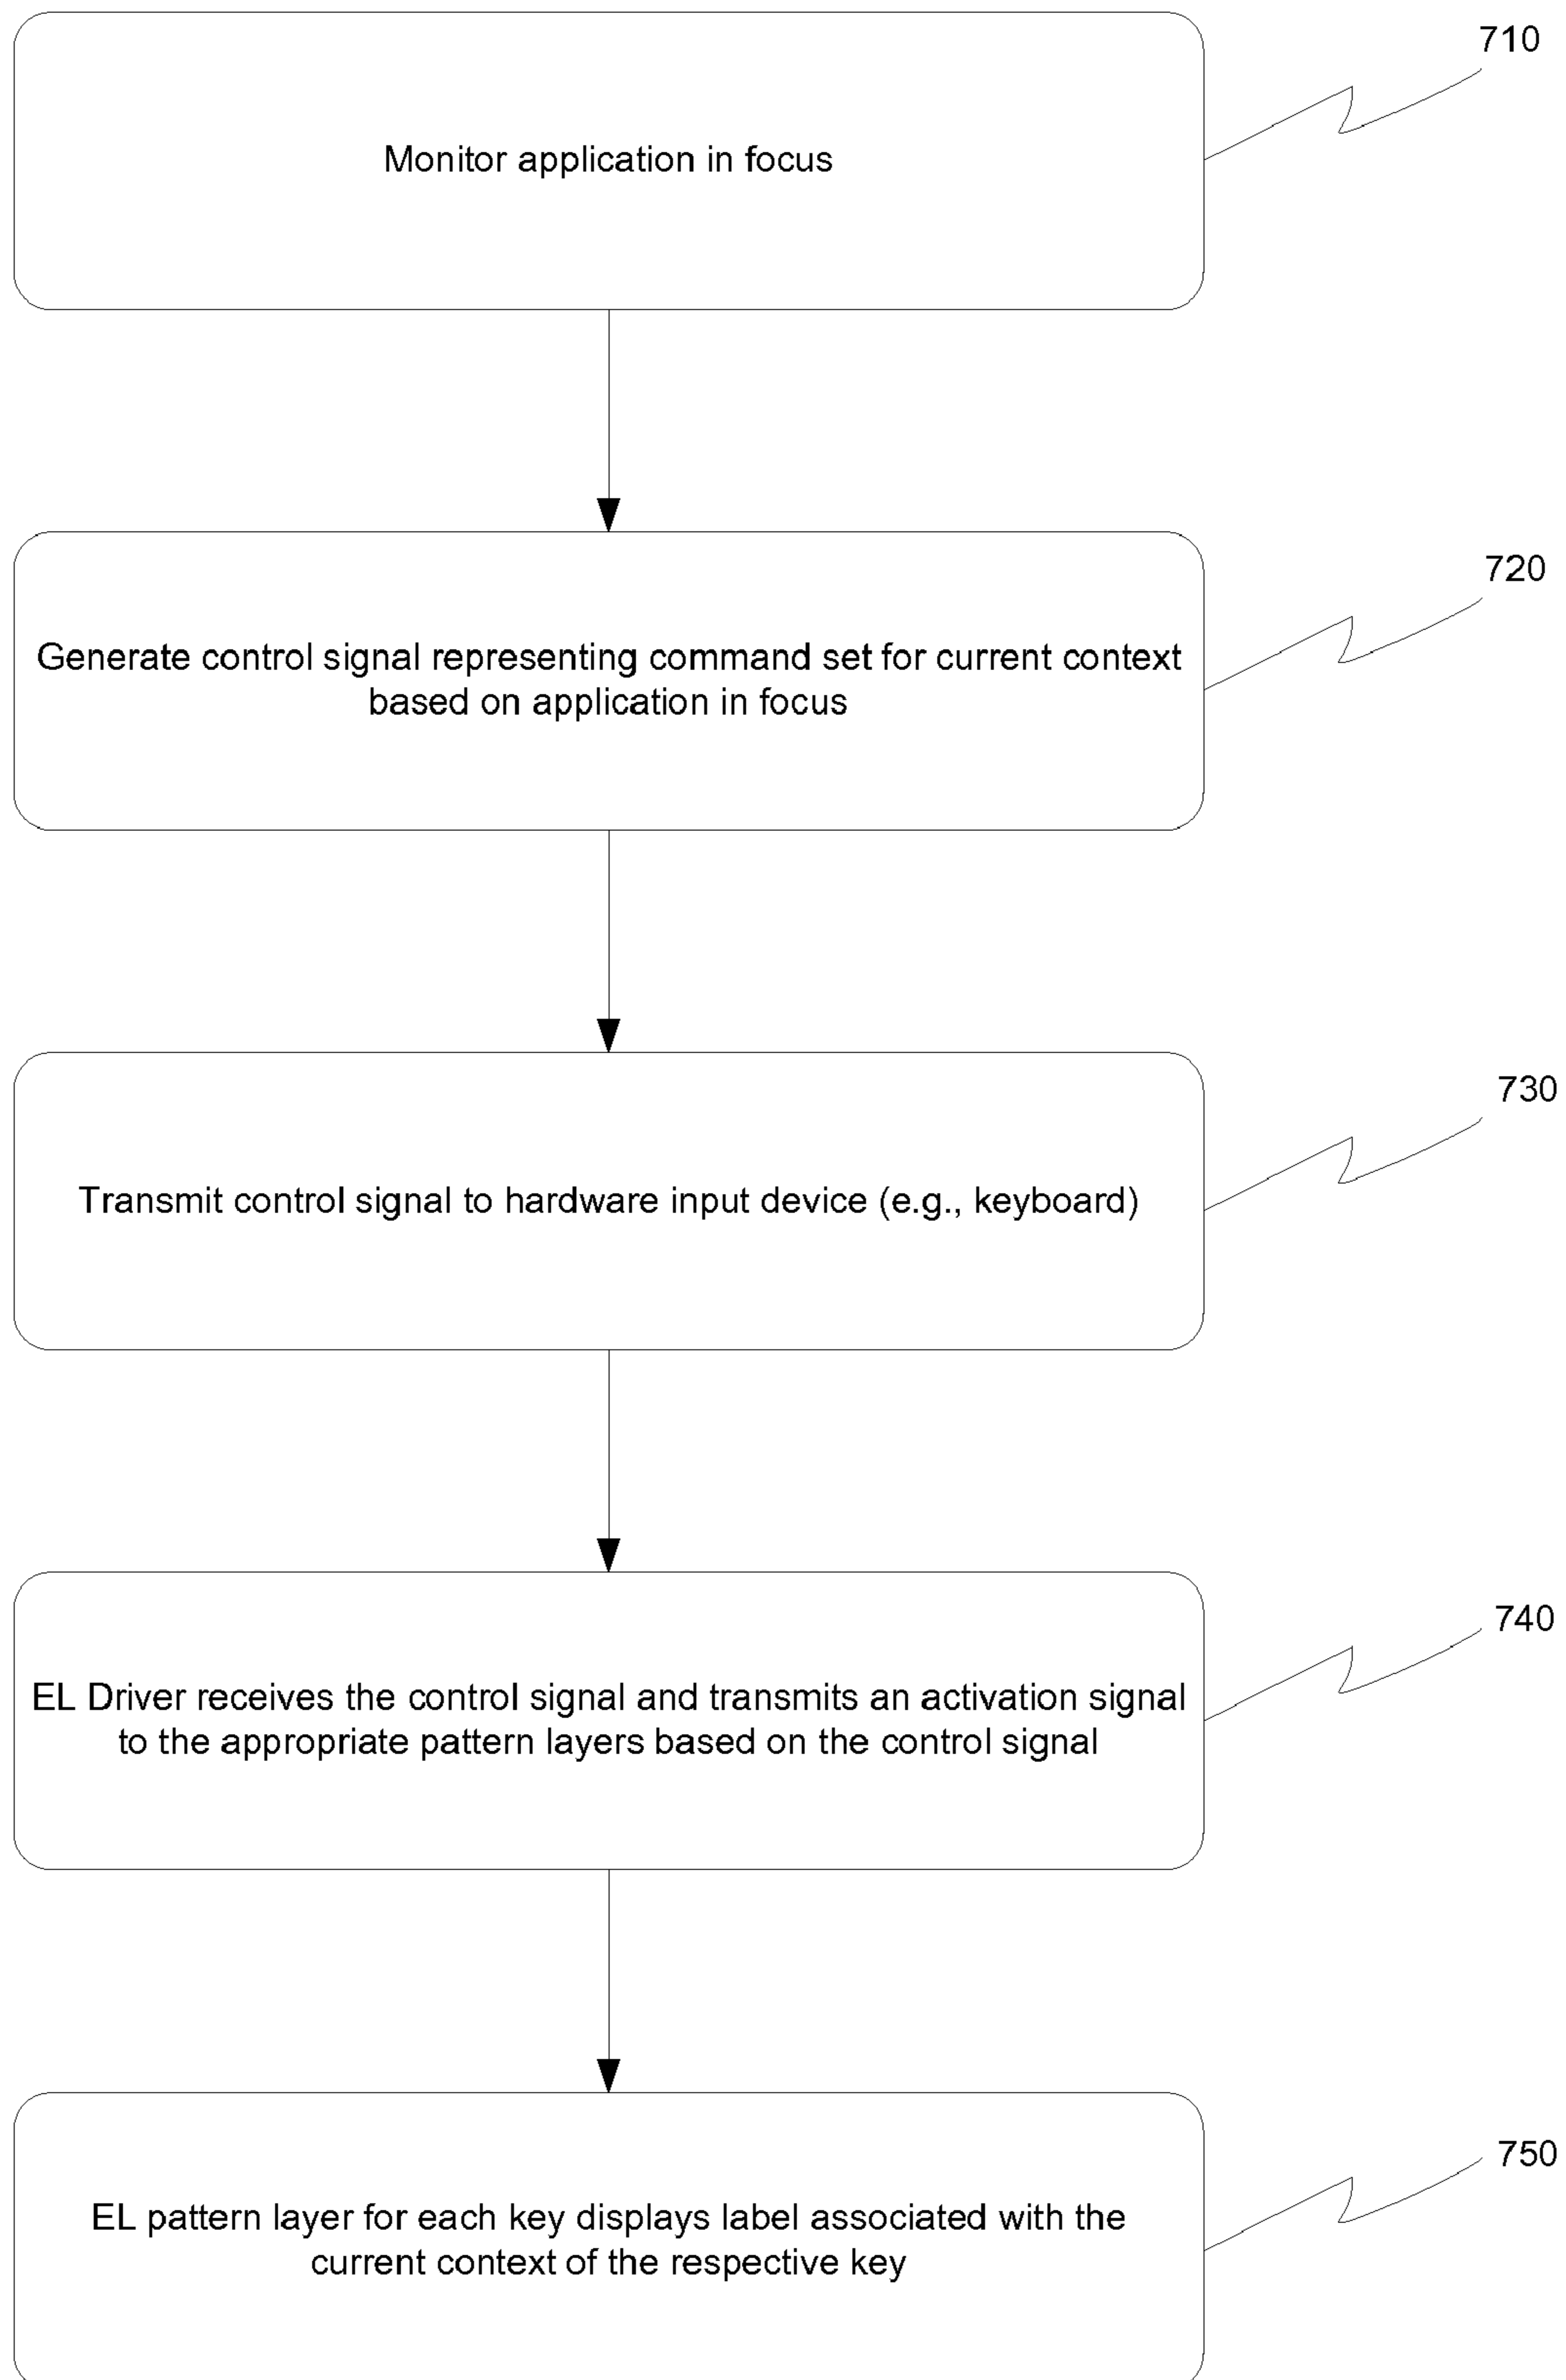 710
Monitor application in focus
720
Generate control signal representing command set for current context
based on application in focus
730
Transmit control signal to hardware input device (e.g., keyboard)
740
EL Driver receives the control signal and transmits an activation signal
to the appropriate pattern layers based on the control signal
750
EL pattern layer for each key displays label associated with the
current context of the respective key